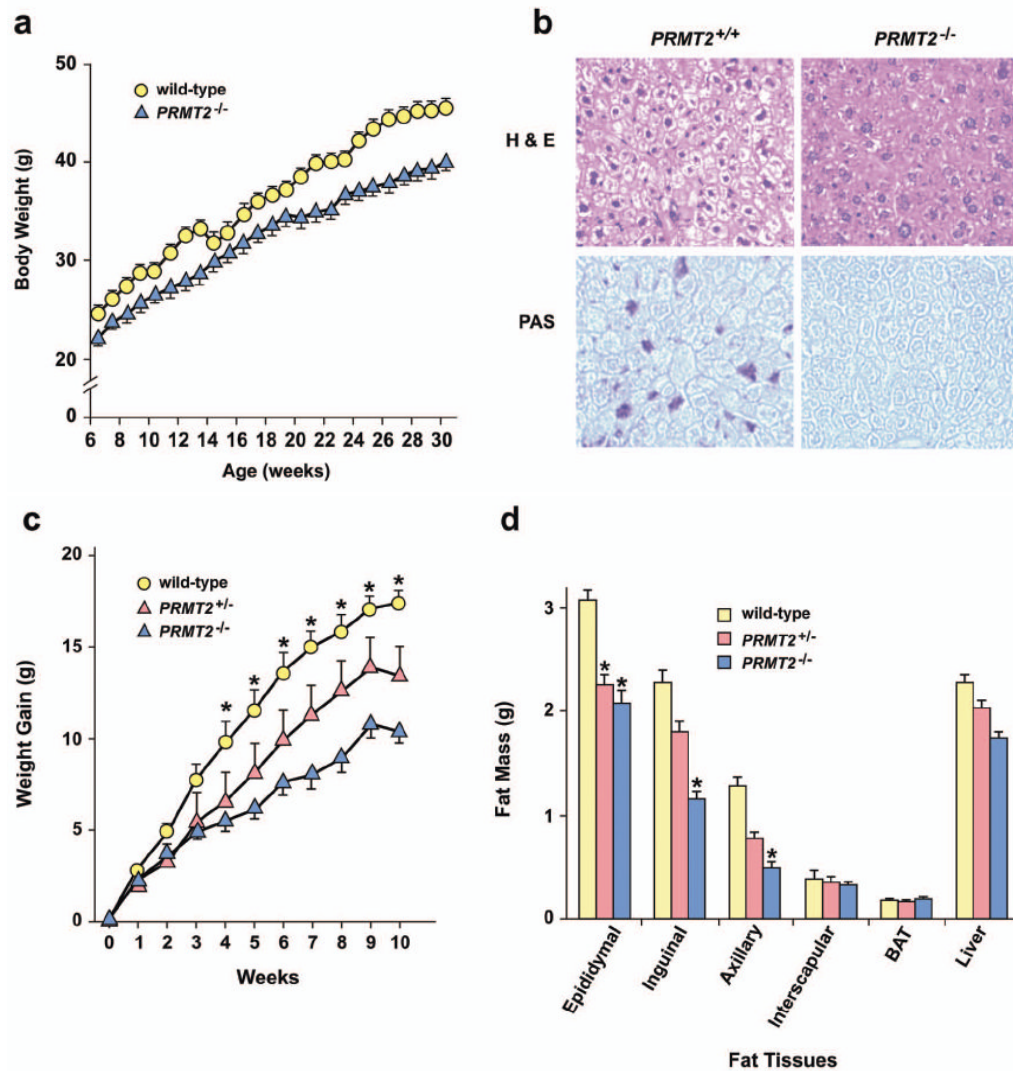 a
50
40
30
20
0
Body Weight (g)
wild-type
PRMT2-/-
6 8 10 12 14 16 18 20 22 24 26 28 30
Age (weeks)
b
PRMT2+/+ PRMT2-/-
H & E
PAS
c
20
15
10
5
0
Weight Gain (g)
wild-type
PRMT2+/-
PRMT2-/-
* * * * * * *
0 1 2 3 4 5 6 7 8 9 10
Weeks
d
3
2
1
0
Fat Mass (g)
wild-type
PRMT2+/-
PRMT2-/-
* * * *
Epididymal
Inguinal
Axillary
Interscapular
BAT
Liver
Fat Tissues